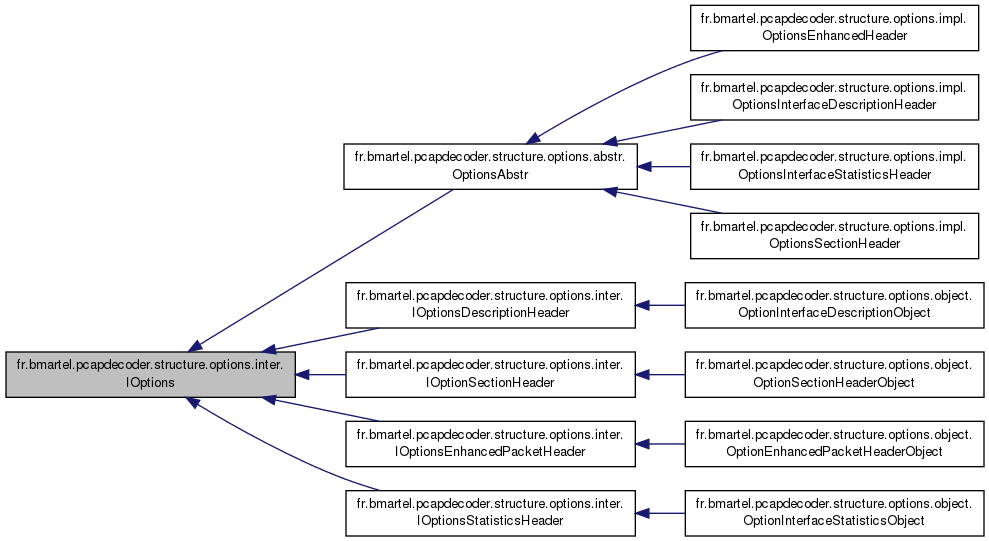 fr.bmartel.pcapdecoder.structure.options.impl.
OptionsEnhancedHeader
fr.bmartel.pcapdecoder.structure.options.impl.
OptionsInterfaceDescriptionHeader
fr.bmartel.pcapdecoder.structure.options.abstr.
OptionsAbstr
fr.bmartel.pcapdecoder.structure.options.impl.
OptionsInterfaceStatisticsHeader
fr.bmartel.pcapdecoder.structure.options.impl.
OptionsSectionHeader
fr.bmartel.pcapdecoder.structure.options.inter.
IOptionsDescriptionHeader
fr.bmartel.pcapdecoder.structure.options.object.
OptionInterfaceDescriptionObject
fr.bmartel.pcapdecoder.structure.options.inter.
IOptions
fr.bmartel.pcapdecoder.structure.options.inter.
IOptionSectionHeader
fr.bmartel.pcapdecoder.structure.options.object.
OptionSectionHeaderObject
fr.bmartel.pcapdecoder.structure.options.inter.
IOptionsEnhancedPacketHeader
fr.bmartel.pcapdecoder.structure.options.object.
OptionEnhancedPacketHeaderObject
fr.bmartel.pcapdecoder.structure.options.inter.
IOptionsStatisticsHeader
fr.bmartel.pcapdecoder.structure.options.object.
OptionInterfaceStatisticsObject